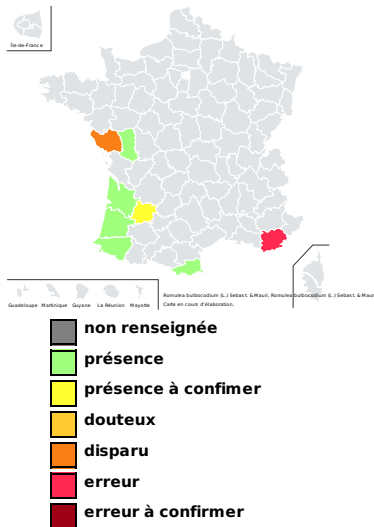 Île-de-France
Guadeloupe Martinique Guyane La Réunion Mayotte
Romulea bulbocodium (L.) Sebast. & Mauri, Romulea bulbocodium (L.) Sebast. & Maur
Carte en cours d'élaboration.
non renseignée
présence
présence à confimer
douteux
disparu
erreur
erreur à confirmer